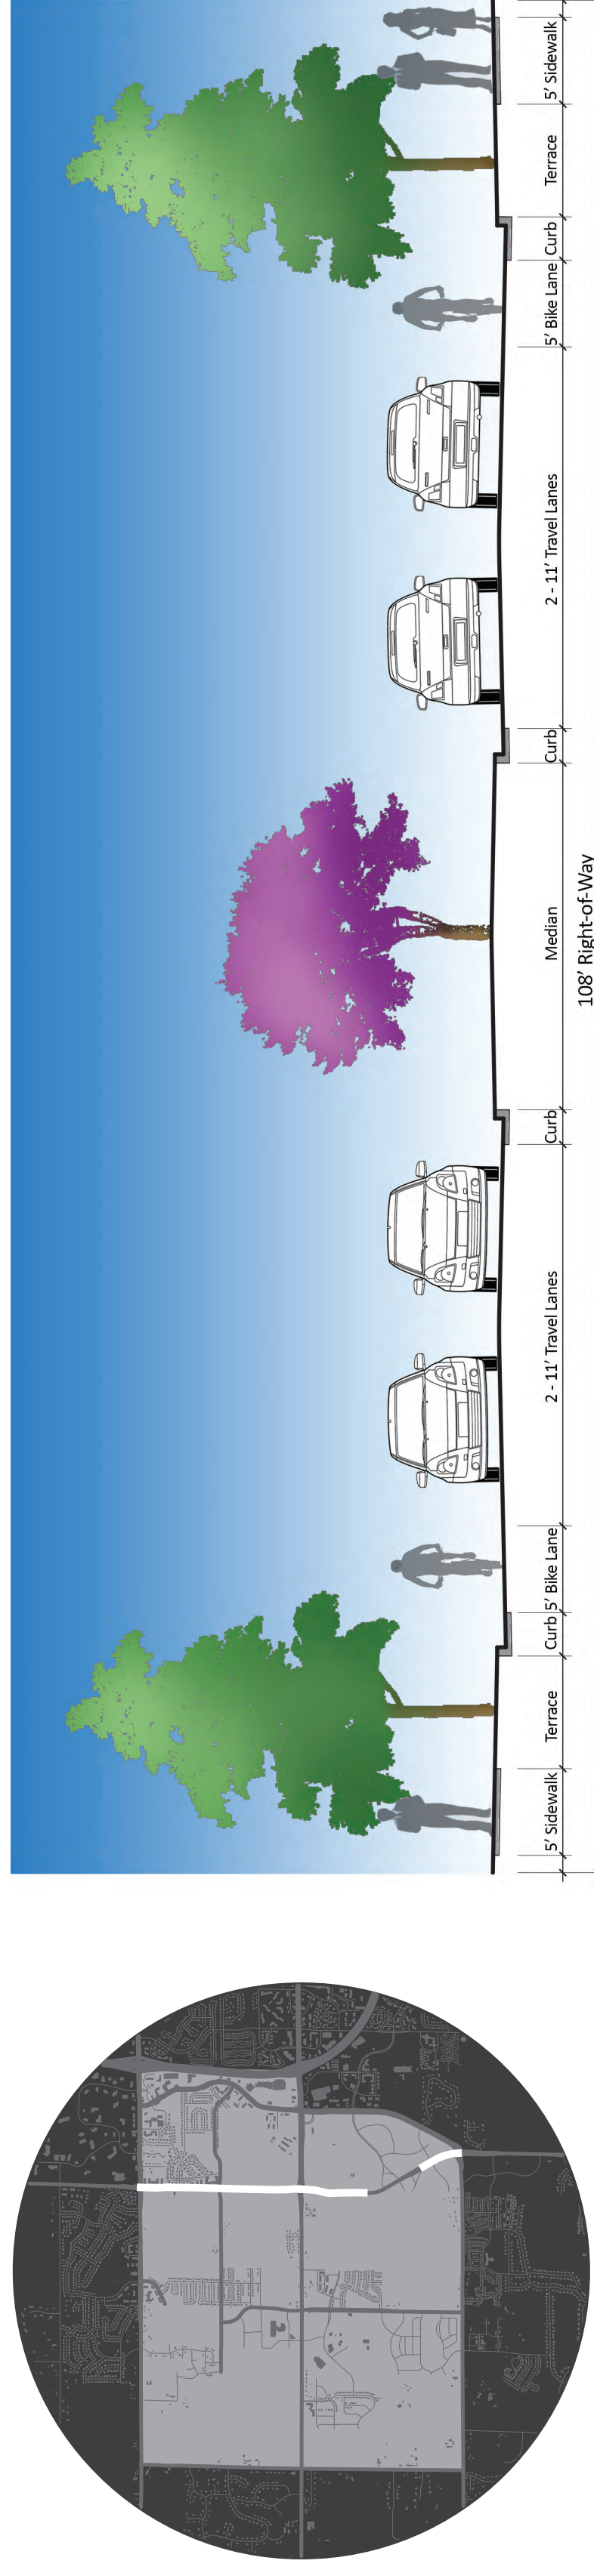 5' Sidewalk
Terrace
Curb
5' Bike Lane
2 - 11' Travel Lanes
Curb
Median
Curb
2 - 11' Travel Lanes
5' Bike Lane
Curb
Terrace
5' Sidewalk
108' Right-of-Way